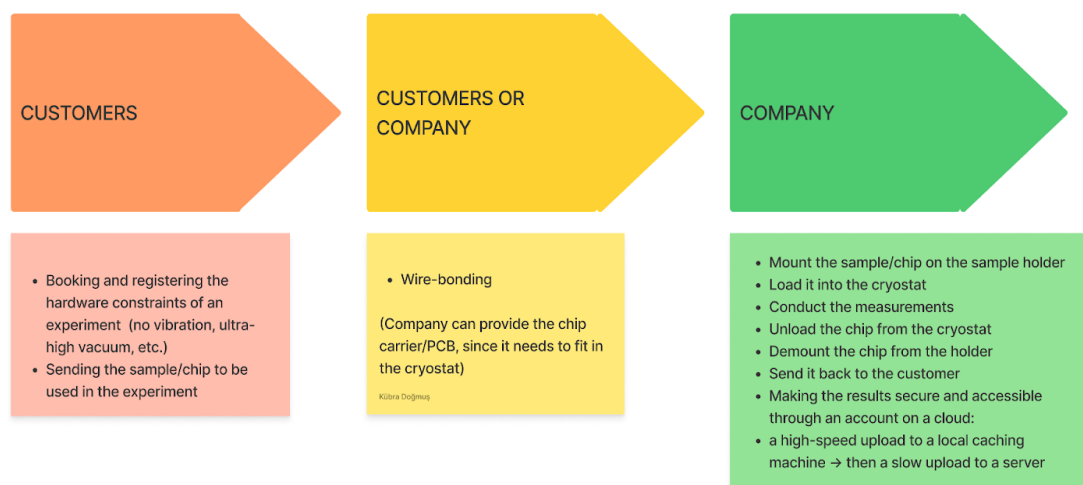 CUSTOMERS
• Booking and registering the
hardware constraints of an
experiment (no vibration, ultra-
high vacuum, etc.)
• Sending the sample/chip to be
used in the experiment
CUSTOMERS OR
COMPANY
• Wire-bonding
(Company can provide the chip
carrier/PCB, since it needs to fit in
the cryostat)
Kübra Doğmuş
COMPANY
• Mount the sample/chip on the sample holder
• Load it into the cryostat
• Conduct the measurements
• Unload the chip from the cryostat
• Demount the chip from the holder
• Send it back to the customer
• Making the results secure and accessible
through an account on a cloud:
• a high-speed upload to a local caching
machine → then a slow upload to a server